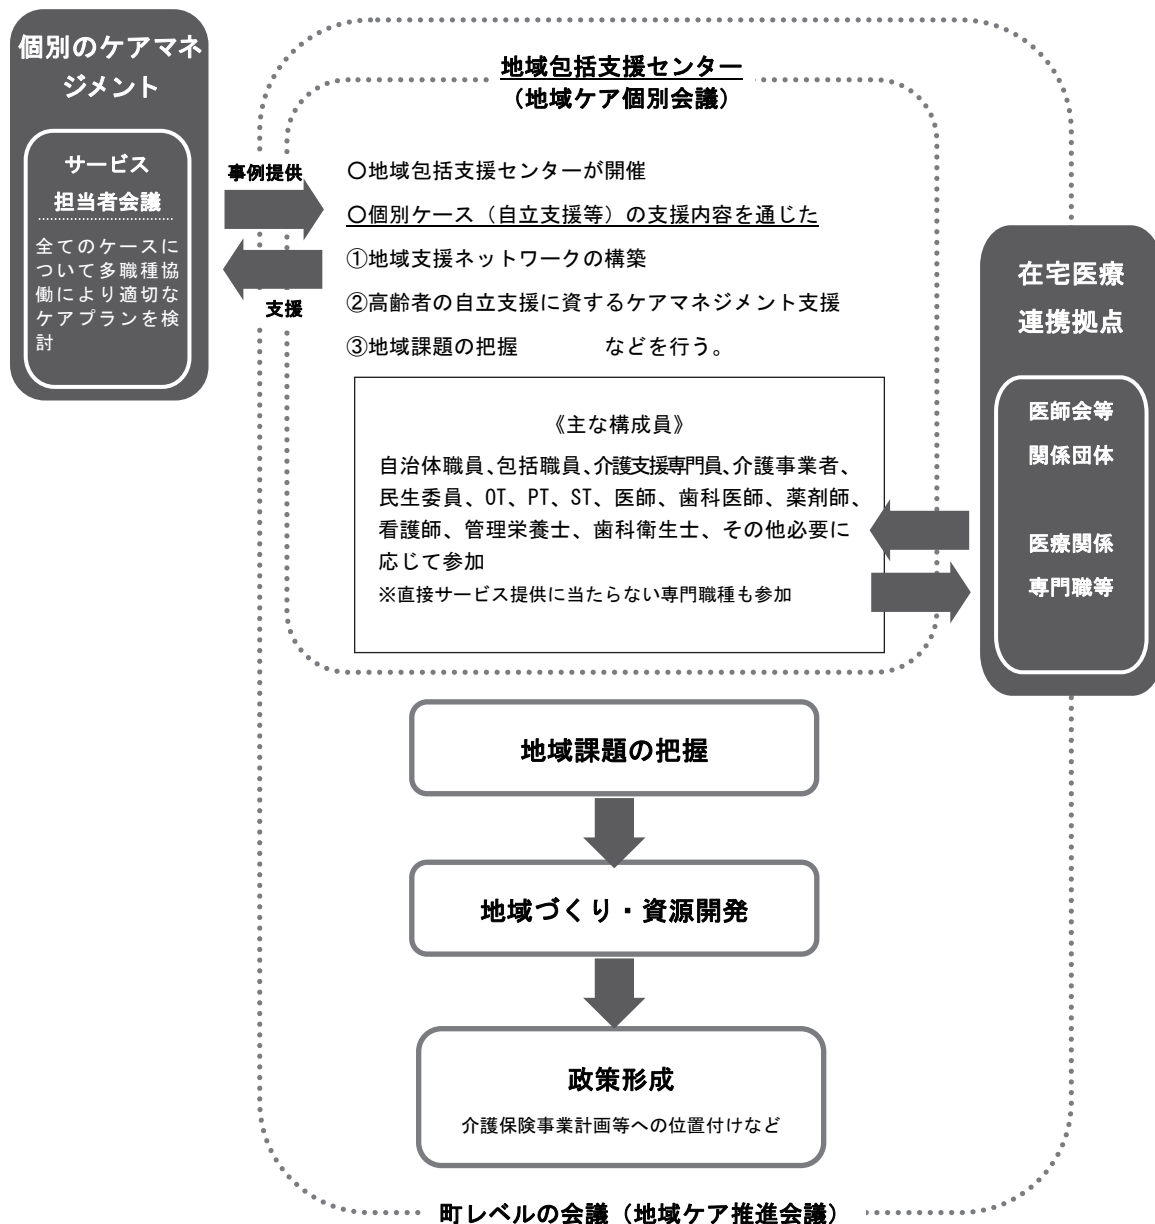 個別のケアマネ
ジメント
サービス
担当者会議
全てのケースに
ついて多職種協
働により適切な
ケアプランを検
討
事例提供
支援
地域包括支援センター
（地域ケア個別会議）
〇地域包括支援センターが開催
〇個別ケース（自立支援等）の支援内容を通じた
①地域支援ネットワークの構築
②高齢者の自立支援に資するケアマネジメント支援
③地域課題の把握　　　　などを行う。
《主な構成員》
自治体職員、包括職員、介護支援専門員、介護事業者、
民生委員、OT、PT、ST、医師、歯科医師、薬剤師、
看護師、管理栄養士、歯科衛生士、その他必要に
応じて参加
※直接サービス提供に当たらない専門職種も参加
在宅医療
連携拠点
医師会等
関係団体
医療関係
専門職等
地域課題の把握
地域づくり・資源開発
政策形成
介護保険事業計画等への位置付けなど
町レベルの会議（地域ケア推進会議）